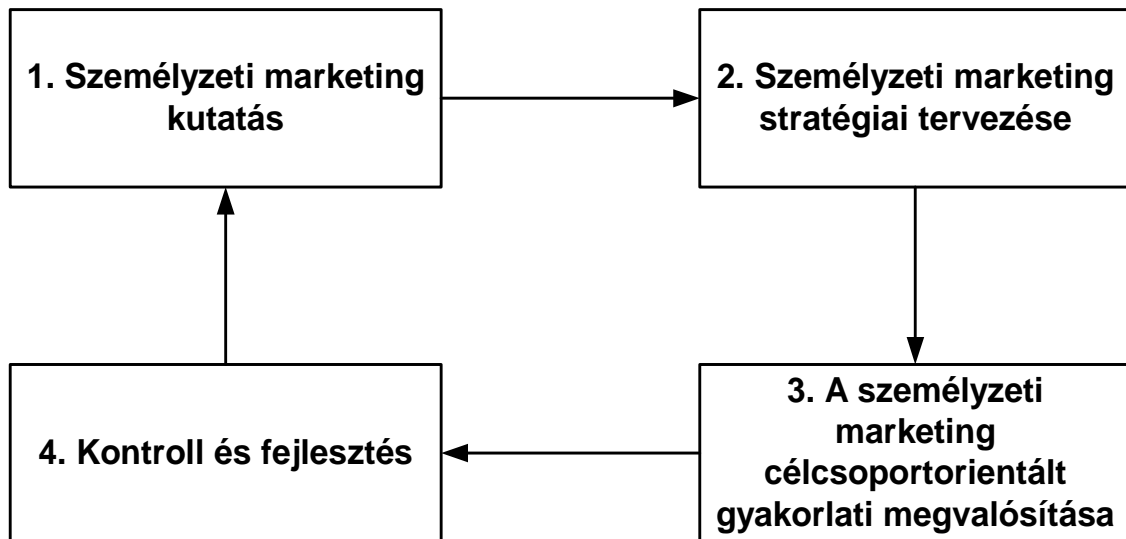 1. Személyzeti marketing
kutatás
2. Személyzeti marketing
stratégiai tervezése
3. A személyzeti
marketing
célcsoportorientált
gyakorlati megvalósítása
4. Kontroll és fejlesztés